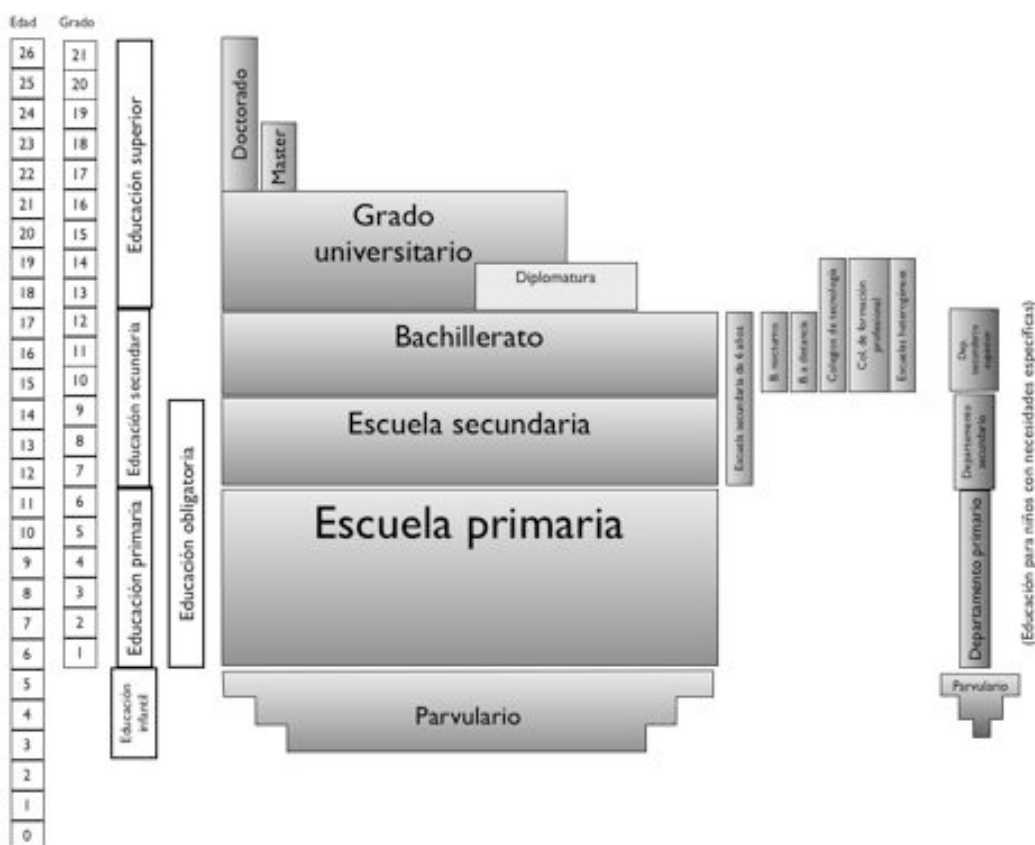 Edad Grado
26 21
25 20
24 19
23 18
22 17
21 16
20 15
19 14
18 13
17 12
16 11
15 10
14 9
13 8
12 7
11 6
10 5
9 4
8 3
7 2
6 1
5
4
3
2
1
0
Educación superior
Educación secundaria
Educación primaria
Educación
infantil
Educación obligatoria
Doctorado
Master
Grado
universitario
Diplomatura
Bachillerato
Escuela secundaria
Escuela primaria
Parvulario
Escuela secundaria de 6 años
B. nocturno
B. a distancia
Colegios de tecnología
Col. de formación
profesional
Escuelas heterogéneas
Dep.
secundario
superior
Departamento
secundario
Departamento primario
Parvulario
(Educación para niños con necesidades específicas)